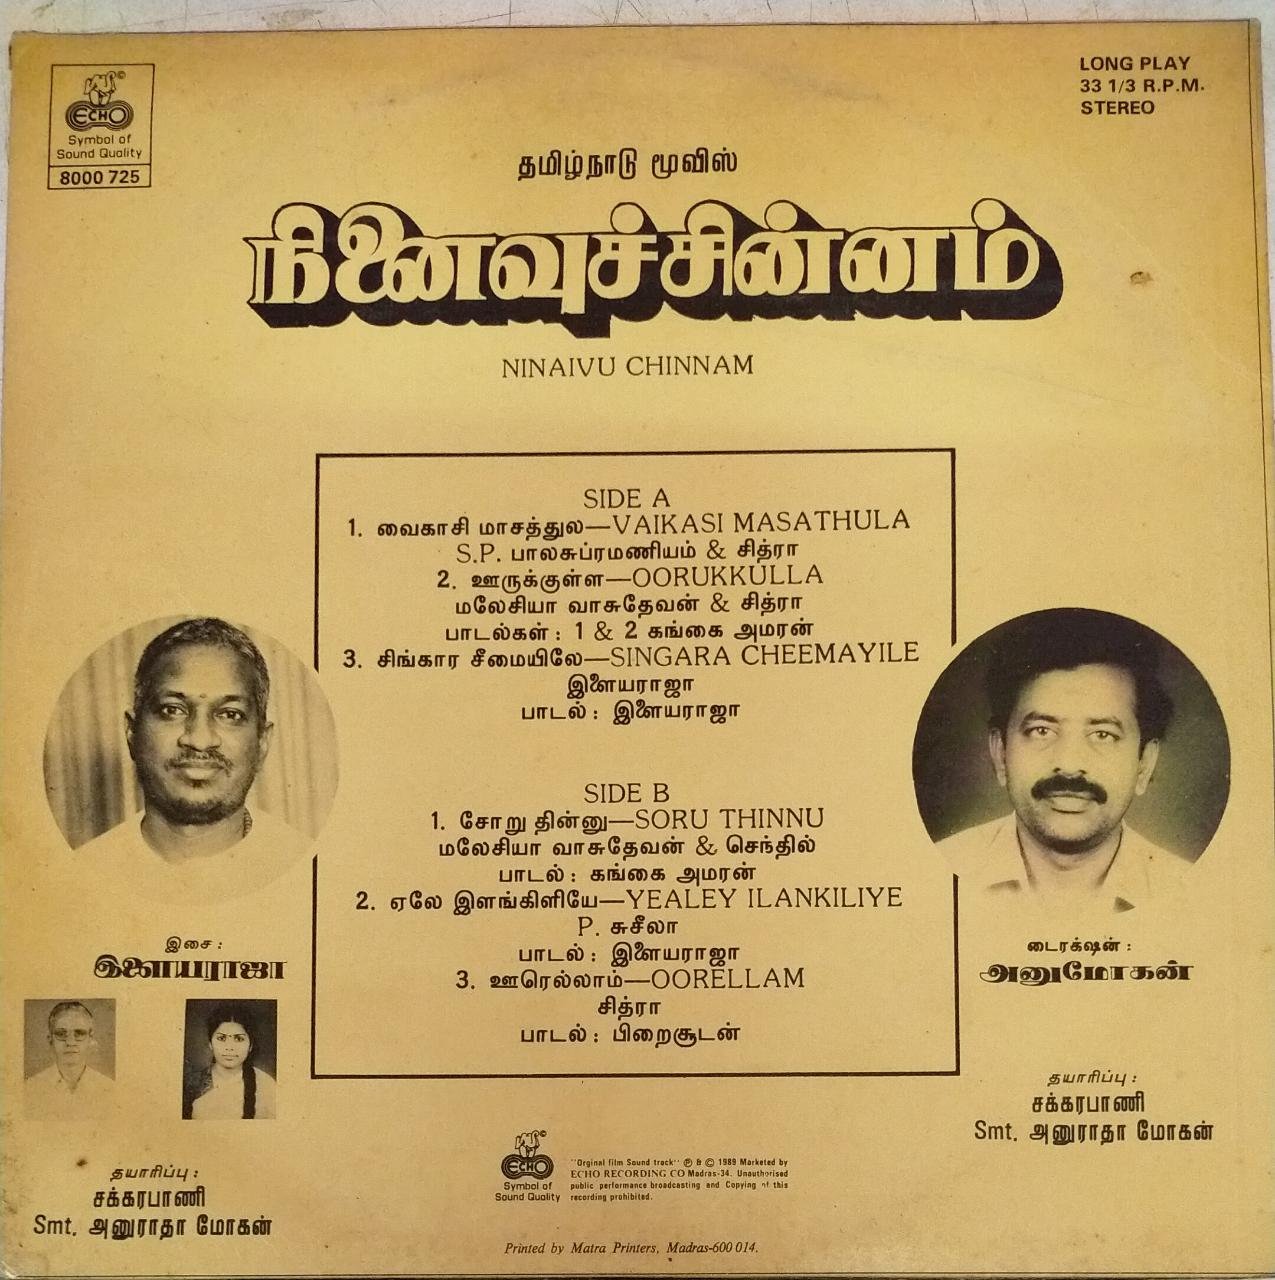 ECHO
Symbol of
Sound Quality
8000 725
LONG PLAY
33 1/3 R.P.M.
STEREO
தமிழ்நாடு மூவிஸ்
நினைவுச்சின்னம்
NINAIVU CHINNAM
SIDE A
1. வைகாசி மாசத்துல—VAIKASI MASATHULA
S.P. பாலசுப்ரமணியம் & சித்ரா
2. ஊருக்குள்ள—OORUKKULLA
மலேசியா வாசுதேவன் & சித்ரா
பாடல்கள் : 1 & 2 கங்கை அமரன்
3. சிங்கார சீமையிலே—SINGARA CHEEMAYILE
இளையராஜா
பாடல் : இளையராஜா
SIDE B
1. சோறு தின்னு—SORU THINNU
மலேசியா வாசுதேவன் & செந்தில்
பாடல் : கங்கை அமரன்
2. ஏலே இளங்கிளியே—YEALEY ILANKILIYE
P. சுசீலா
பாடல் : இளையராஜா
3. ஊரெல்லாம்—OORELLAM
சித்ரா
பாடல் : பிறைசூடன்
இசை :
இளையராஜா
டைரக்ஷன் :
அனுமோகன்
தயாரிப்பு :
சக்கரபாணி
Smt. அனுராதா மோகன்
தயாரிப்பு :
சக்கரபாணி
Smt. அனுராதா மோகன்
ECHO
Symbol of
Sound Quality
"Orginal film Sound track" ℗ & © 1989 Marketed by
ECHO RECORDING CO Madras-34. Unauthorised
public performance broadcasting and Copying of this
recording prohibited.
Printed by Matra Printers, Madras-600 014.